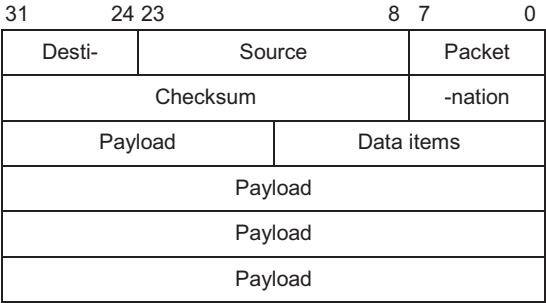 31 24 23 8 7 0
Desti- Source Packet
Checksum -nation
Payload Data items
Payload
Payload
Payload